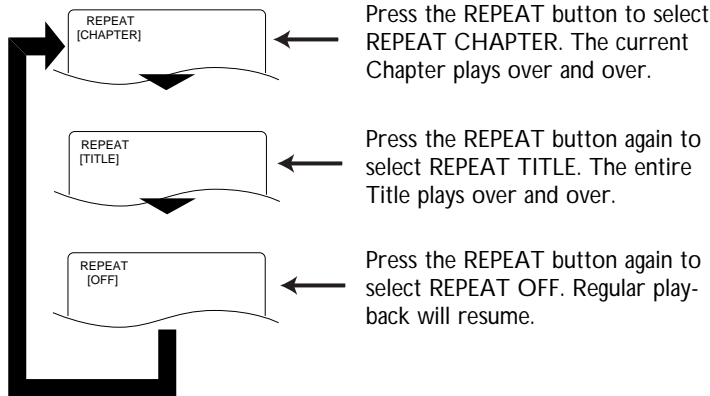 REPEAT
[CHAPTER]
Press the REPEAT button to select
REPEAT CHAPTER. The current
Chapter plays over and over.
REPEAT
[TITLE]
Press the REPEAT button again to
select REPEAT TITLE. The entire
Title plays over and over.
REPEAT
[OFF]
Press the REPEAT button again to
select REPEAT OFF. Regular play-
back will resume.